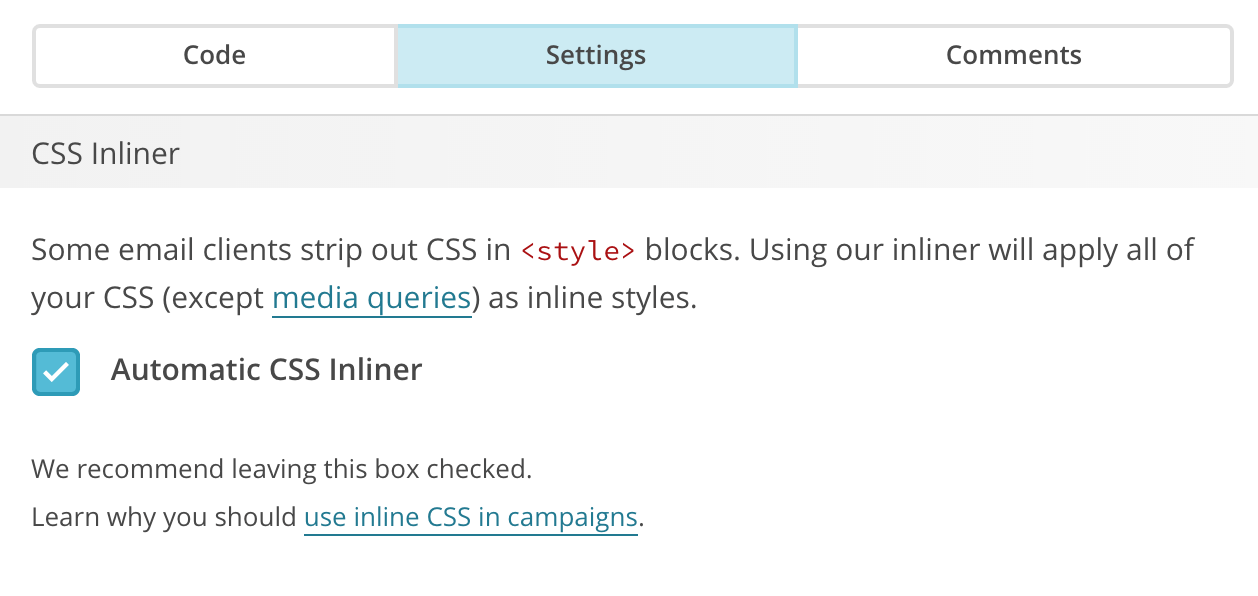 Code Settings Comments
CSS Inliner
Some email clients strip out CSS in <style> blocks. Using our inliner will apply all of
your CSS (except media queries) as inline styles.
Automatic CSS Inliner
We recommend leaving this box checked.
Learn why you should use inline CSS in campaigns.